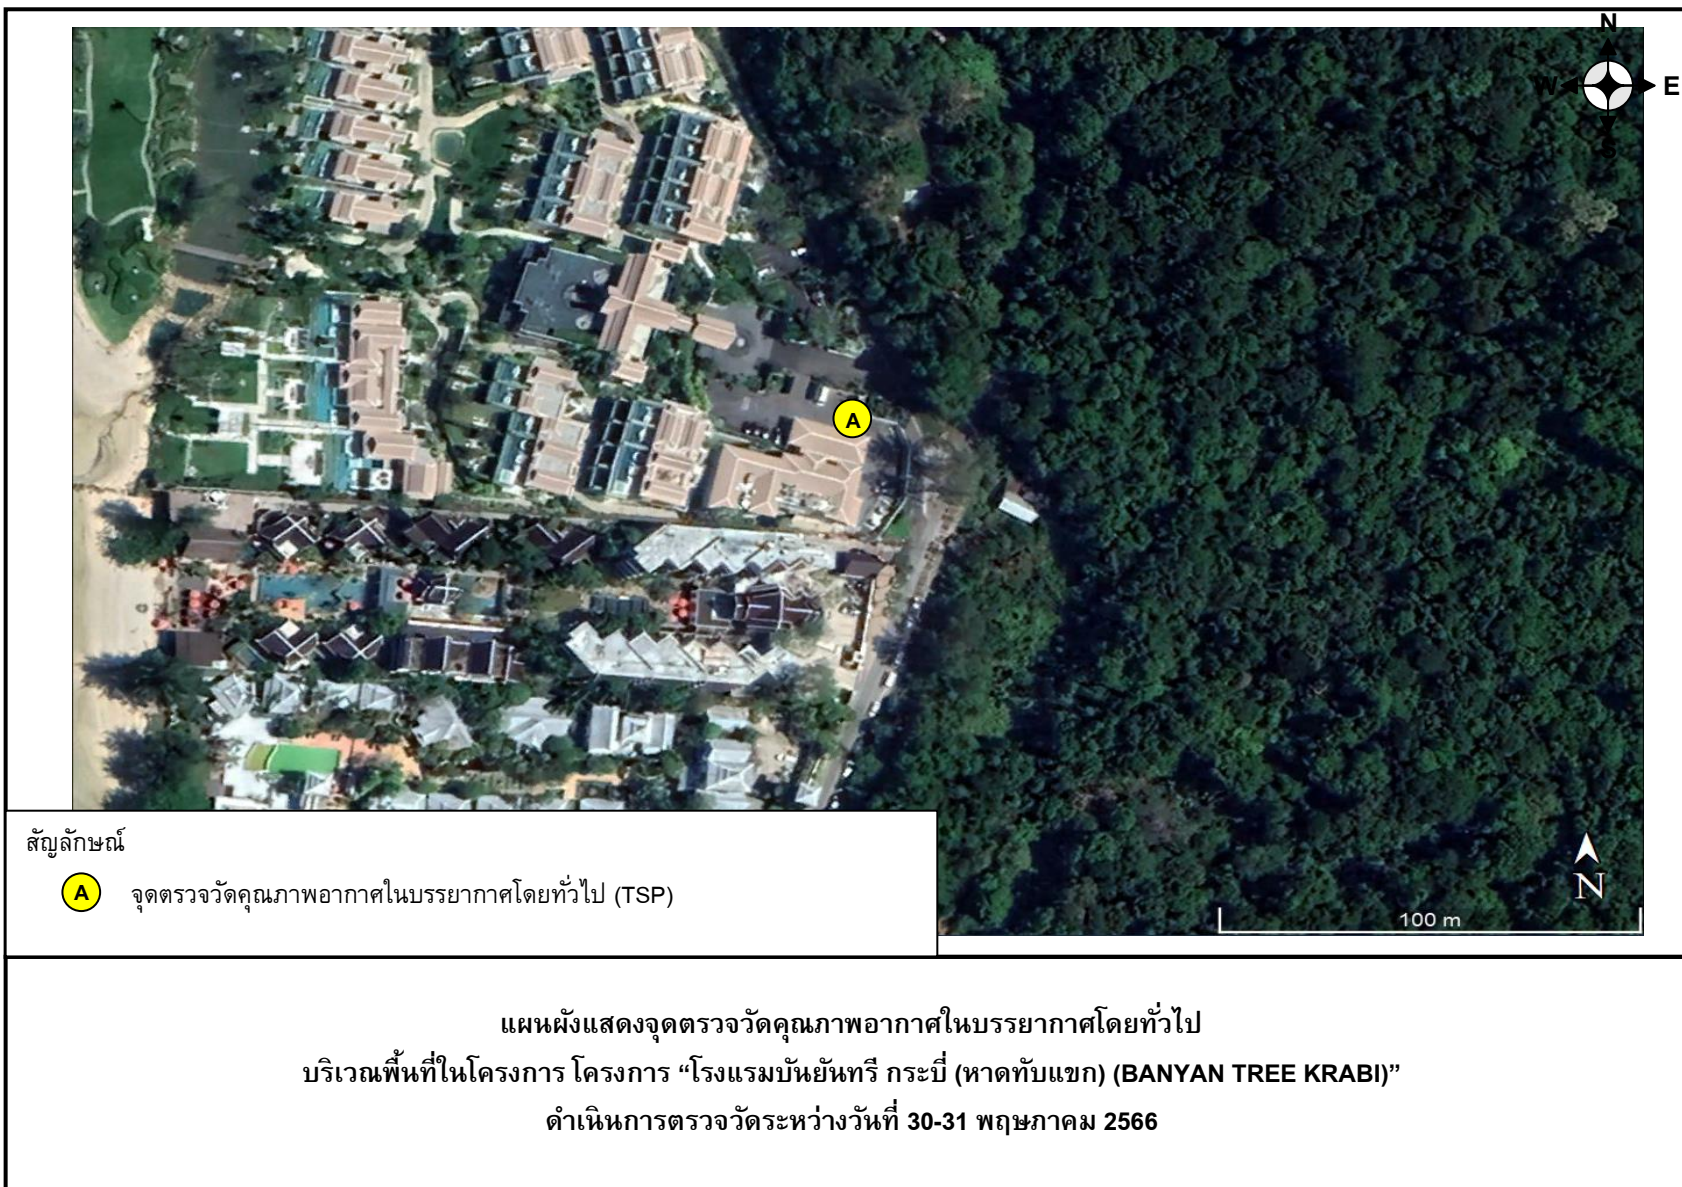 N
W
E
S
A
N
100 m
สัญลักษณ์
A จุดตรวจวัดคุณภาพอากาศในบรรยากาศโดยทั่วไป (TSP)
แผนผังแสดงจุดตรวจวัดคุณภาพอากาศในบรรยากาศโดยทั่วไป
บริเวณพื้นที่ในโครงการ โครงการ “โรงแรมบันยันทรี กระบี่ (หาดทับแขก) (BANYAN TREE KRABI)”
ดำเนินการตรวจวัดระหว่างวันที่ 30-31 พฤษภาคม 2566